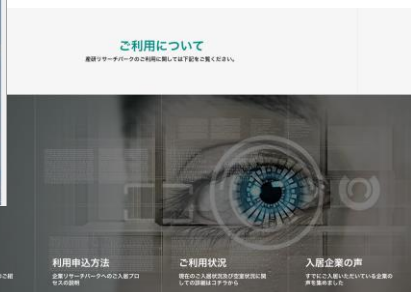 ご利用について
産研リサーチパークのご利用に関しては下記をご覧ください。
利用申込方法
企業リサーチパークへのご入居プロ
セスの説明
ご利用状況
現在のご入居状況及び空室状況に関
しての詳細はコチラから
入居企業の声
すでにご入居いただいている企業の
声を集めました
のご紹